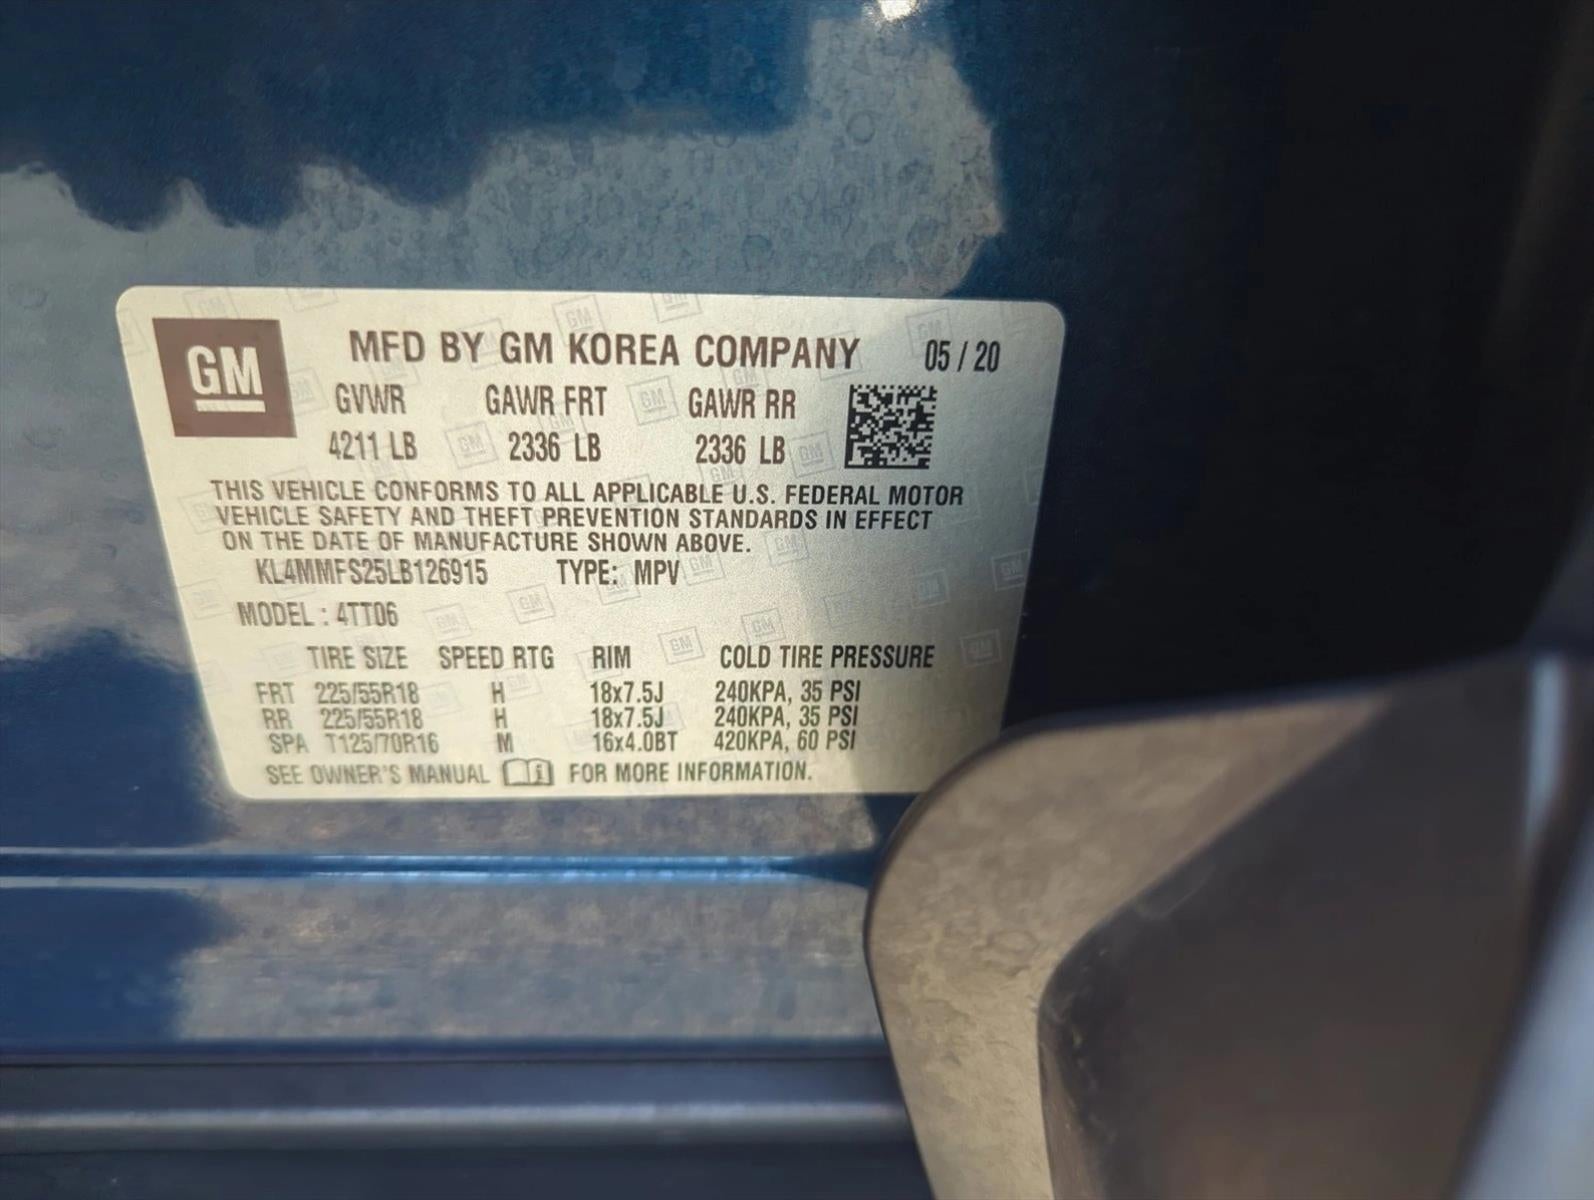 GM
MFD BY GM KOREA COMPANY 05 / 20
GVWR GAWR FRT GAWR RR
4211 LB 2336 LB 2336 LB
THIS VEHICLE CONFORMS TO ALL APPLICABLE U.S. FEDERAL MOTOR
VEHICLE SAFETY AND THEFT PREVENTION STANDARDS IN EFFECT
ON THE DATE OF MANUFACTURE SHOWN ABOVE.
KL4MMFS25LB126915 TYPE: MPV
MODEL : 4TT06
TIRE SIZE SPEED RTG RIM COLD TIRE PRESSURE
FRT 225/55R18 H 18x7.5J 240KPA, 35 PSI
RR 225/55R18 H 18x7.5J 240KPA, 35 PSI
SPA T125/70R16 M 16x4.0BT 420KPA, 60 PSI
SEE OWNER'S MANUAL i FOR MORE INFORMATION.